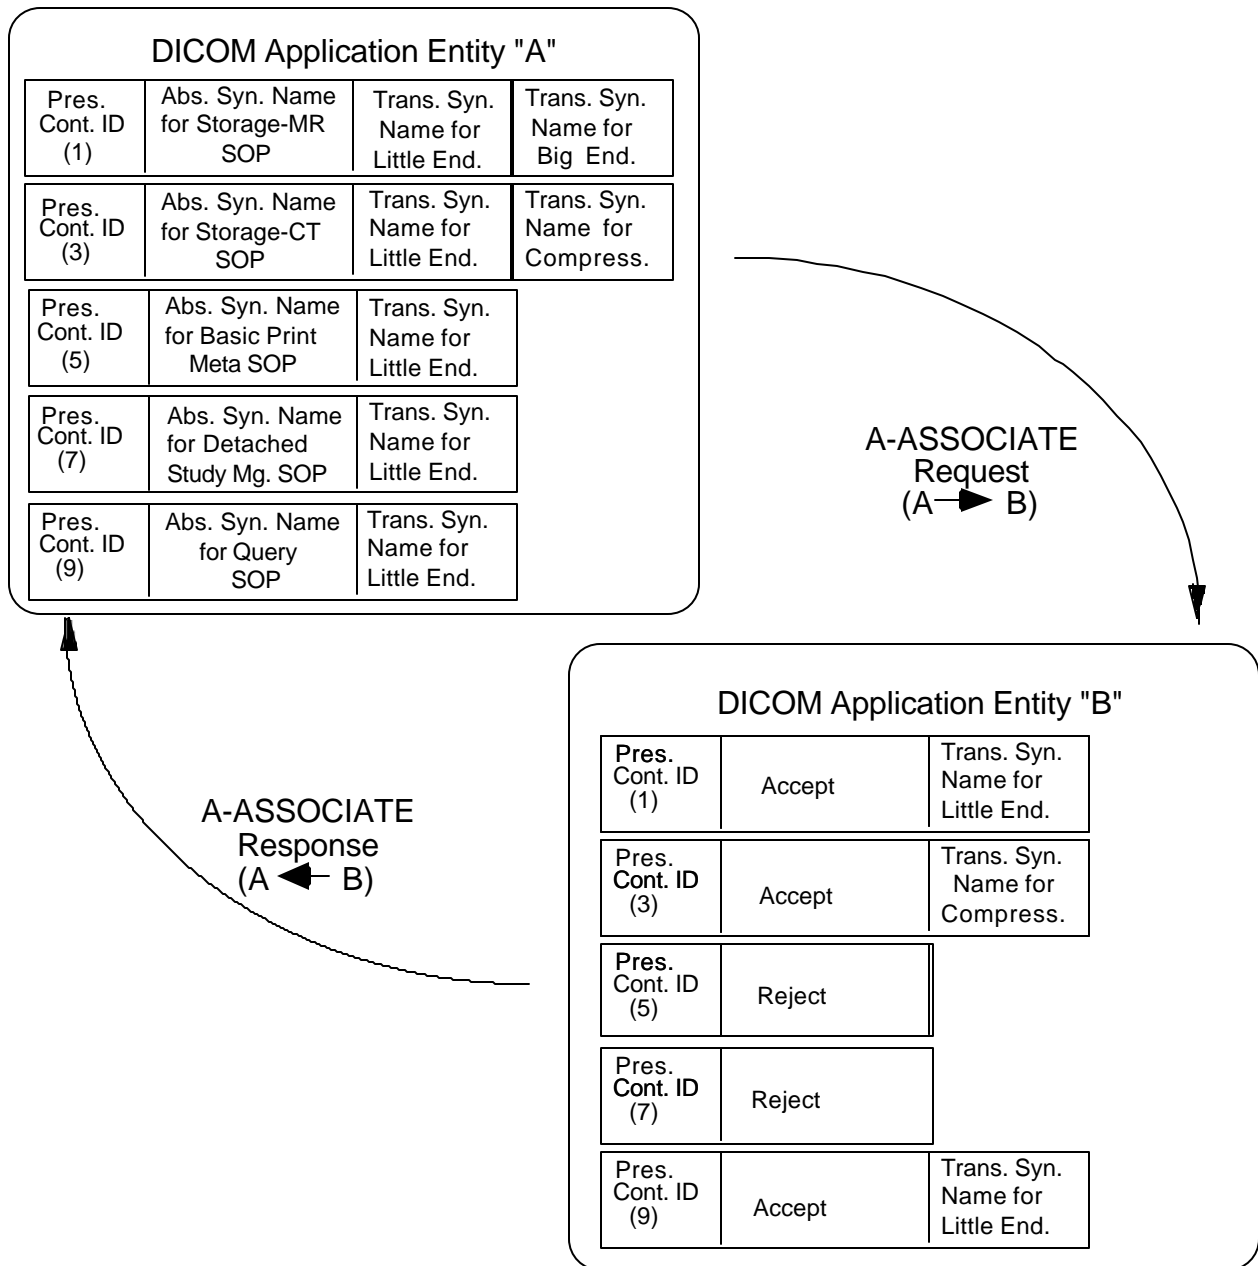 DICOM Application Entity "A"
Pres.
Cont. ID
(1)
Abs. Syn. Name
for Storage-MR
SOP
Trans. Syn.
Name for
Little End.
Trans. Syn.
Name for
Big End.
Pres.
Cont. ID
(3)
Abs. Syn. Name
for Storage-CT
SOP
Trans. Syn.
Name for
Little End.
Trans. Syn.
Name for
Compress.
Pres.
Cont. ID
(5)
Abs. Syn. Name
for Basic Print
Meta SOP
Trans. Syn.
Name for
Little End.
Pres.
Cont. ID
(7)
Abs. Syn. Name
for Detached
Study Mg. SOP
Trans. Syn.
Name for
Little End.
Pres.
Cont. ID
(9)
Abs. Syn. Name
for Query
SOP
Trans. Syn.
Name for
Little End.
A-ASSOCIATE
Request
(A → B)
A-ASSOCIATE
Response
(A ← B)
DICOM Application Entity "B"
Pres.
Cont. ID
(1)
Accept
Trans. Syn.
Name for
Little End.
Pres.
Cont. ID
(3)
Accept
Trans. Syn.
Name for
Compress.
Pres.
Cont. ID
(5)
Reject
Pres.
Cont. ID
(7)
Reject
Pres.
Cont. ID
(9)
Accept
Trans. Syn.
Name for
Little End.